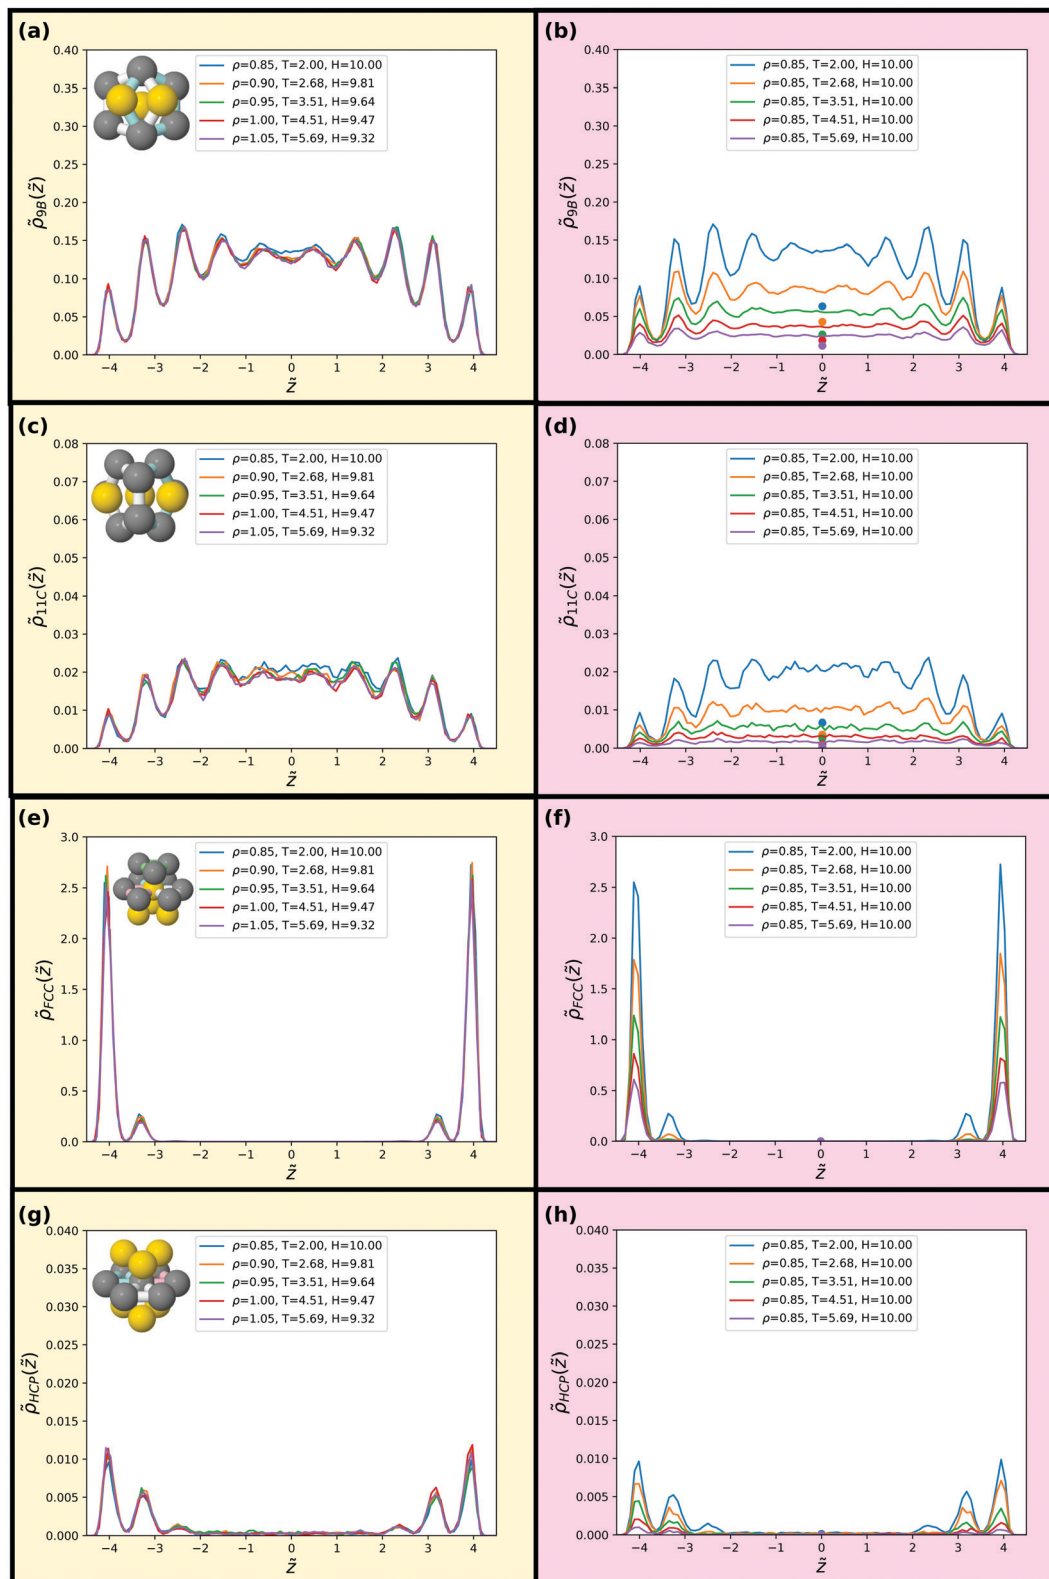 (a)
0.40
0.35
0.30
0.25
0.20
0.15
0.10
0.05
0.00
ρ̃9B(z̃)
ρ=0.85, T=2.00, H=10.00
ρ=0.90, T=2.68, H=9.81
ρ=0.95, T=3.51, H=9.64
ρ=1.00, T=4.51, H=9.47
ρ=1.05, T=5.69, H=9.32
−4 −3 −2 −1 0 1 2 3 4
z̃
(b)
0.40
0.35
0.30
0.25
0.20
0.15
0.10
0.05
0.00
ρ̃9B(z̃)
ρ=0.85, T=2.00, H=10.00
ρ=0.85, T=2.68, H=10.00
ρ=0.85, T=3.51, H=10.00
ρ=0.85, T=4.51, H=10.00
ρ=0.85, T=5.69, H=10.00
−4 −3 −2 −1 0 1 2 3 4
z̃
(c)
0.08
0.07
0.06
0.05
0.04
0.03
0.02
0.01
0.00
ρ̃11C(z̃)
ρ=0.85, T=2.00, H=10.00
ρ=0.90, T=2.68, H=9.81
ρ=0.95, T=3.51, H=9.64
ρ=1.00, T=4.51, H=9.47
ρ=1.05, T=5.69, H=9.32
−4 −3 −2 −1 0 1 2 3 4
z̃
(d)
0.08
0.07
0.06
0.05
0.04
0.03
0.02
0.01
0.00
ρ̃11C(z̃)
ρ=0.85, T=2.00, H=10.00
ρ=0.85, T=2.68, H=10.00
ρ=0.85, T=3.51, H=10.00
ρ=0.85, T=4.51, H=10.00
ρ=0.85, T=5.69, H=10.00
−4 −3 −2 −1 0 1 2 3 4
z̃
(e)
3.0
2.5
2.0
1.5
1.0
0.5
0.0
ρ̃FCC(z̃)
ρ=0.85, T=2.00, H=10.00
ρ=0.90, T=2.68, H=9.81
ρ=0.95, T=3.51, H=9.64
ρ=1.00, T=4.51, H=9.47
ρ=1.05, T=5.69, H=9.32
−4 −3 −2 −1 0 1 2 3 4
z̃
(f)
3.0
2.5
2.0
1.5
1.0
0.5
0.0
ρ̃FCC(z̃)
ρ=0.85, T=2.00, H=10.00
ρ=0.85, T=2.68, H=10.00
ρ=0.85, T=3.51, H=10.00
ρ=0.85, T=4.51, H=10.00
ρ=0.85, T=5.69, H=10.00
−4 −3 −2 −1 0 1 2 3 4
z̃
(g)
0.040
0.035
0.030
0.025
0.020
0.015
0.010
0.005
0.000
ρ̃HCP(z̃)
ρ=0.85, T=2.00, H=10.00
ρ=0.90, T=2.68, H=9.81
ρ=0.95, T=3.51, H=9.64
ρ=1.00, T=4.51, H=9.47
ρ=1.05, T=5.69, H=9.32
−4 −3 −2 −1 0 1 2 3 4
z̃
(h)
0.040
0.035
0.030
0.025
0.020
0.015
0.010
0.005
0.000
ρ̃HCP(z̃)
ρ=0.85, T=2.00, H=10.00
ρ=0.85, T=2.68, H=10.00
ρ=0.85, T=3.51, H=10.00
ρ=0.85, T=4.51, H=10.00
ρ=0.85, T=5.69, H=10.00
−4 −3 −2 −1 0 1 2 3 4
z̃